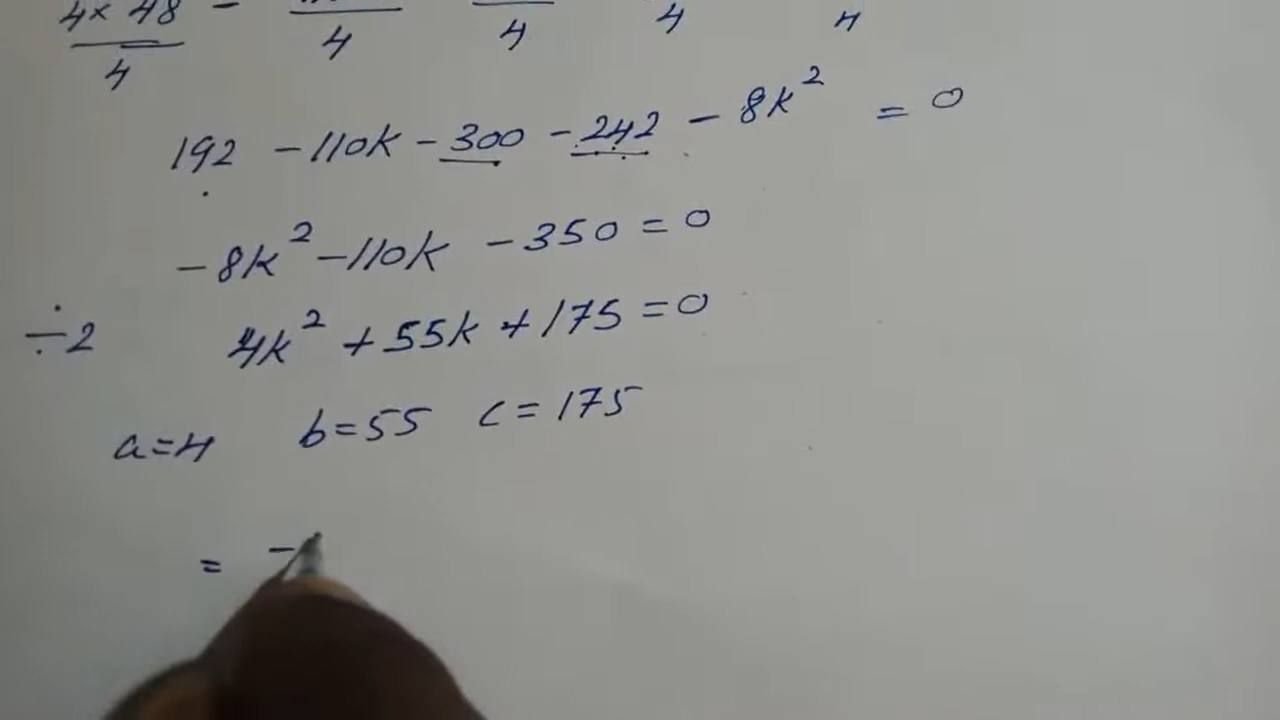 4 × 48 -
4 4 4 4 4
192 - 110k - 300 - 242 - 8k² = 0
- 8k² - 110k - 350 = 0
÷2 4k² + 55k + 175 = 0
a = 4 b = 55 c = 175
= -